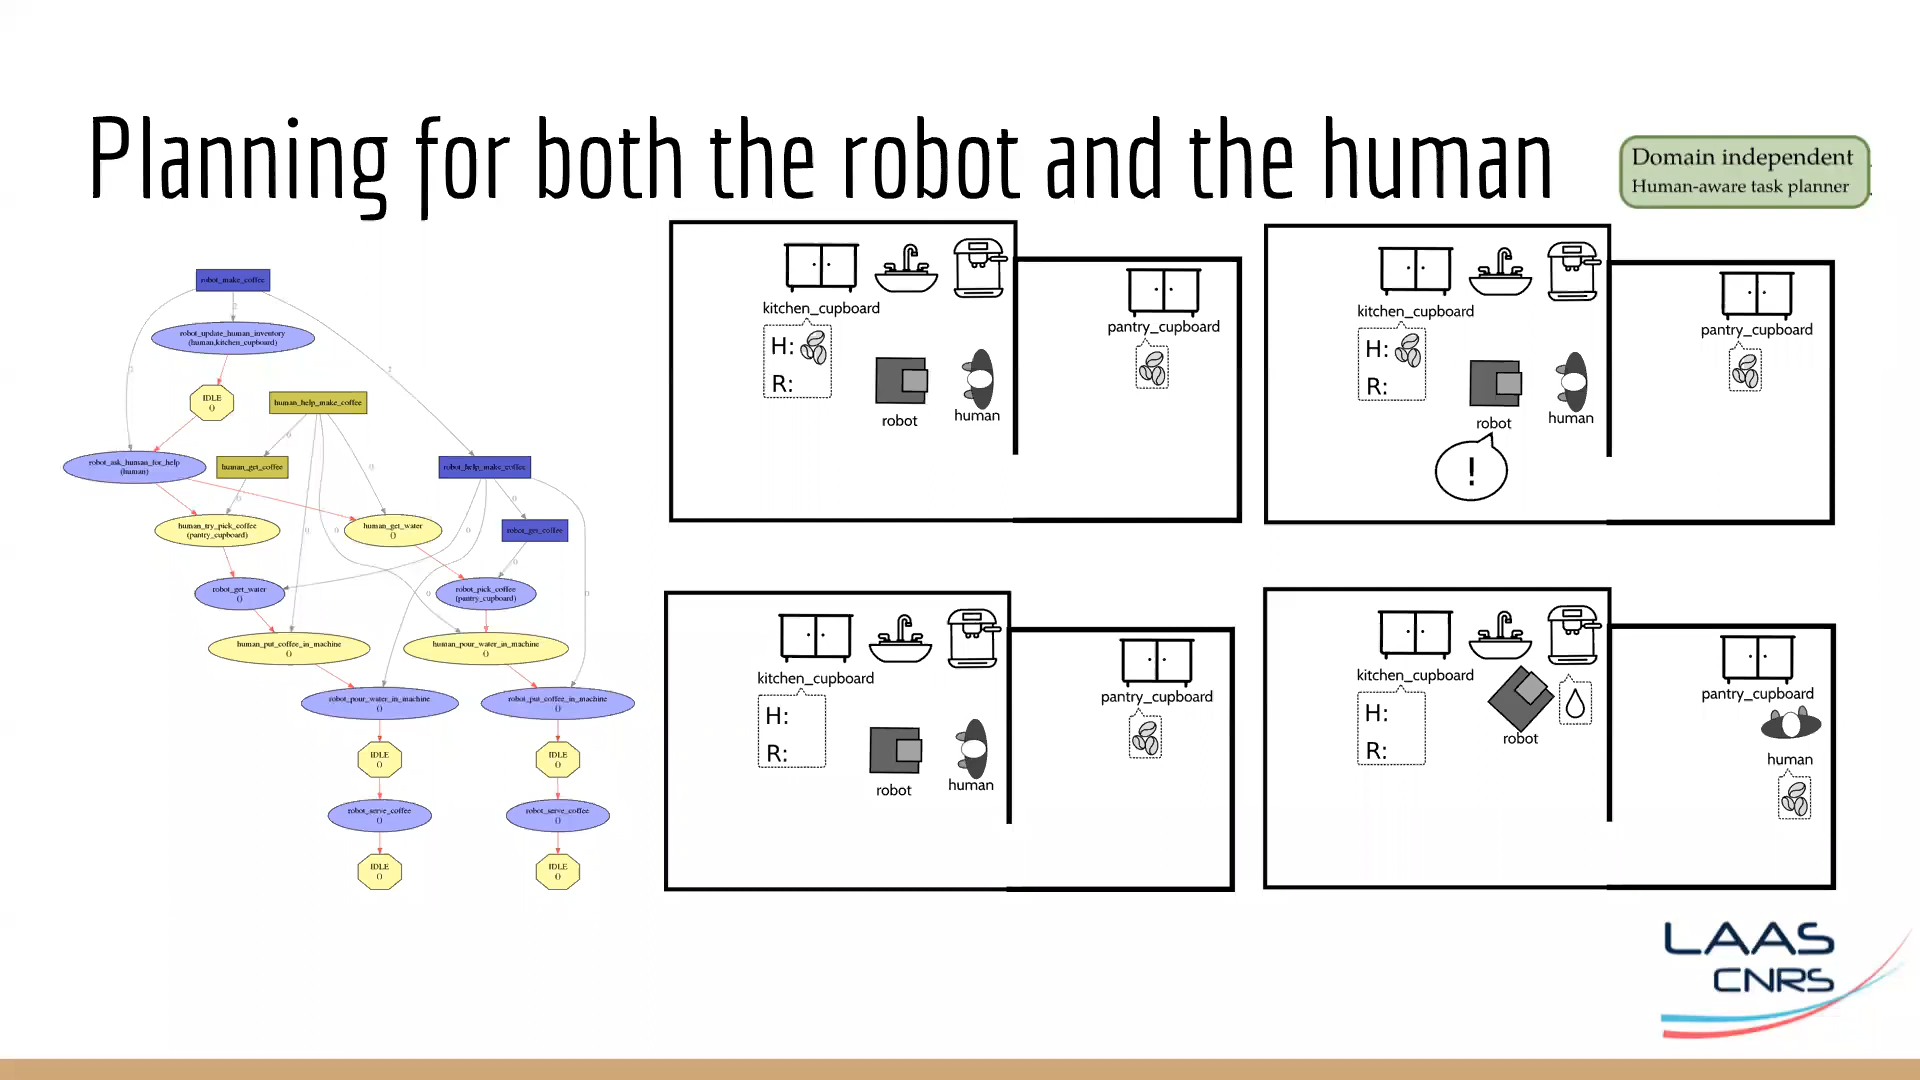 Planning for both the robot and the human
Domain independent
Human-aware task planner
robot_make_coffee
robot_update_human_inventory
(human,kitchen_cupboard)
IDLE
()
human_help_make_coffee
robot_ask_human_for_help
(human)
human_get_coffee
robot_help_make_coffee
human_try_pick_coffee
(pantry_cupboard)
human_get_water
()
robot_get_coffee
robot_get_water
()
robot_pick_coffee
(pantry_cupboard)
human_put_coffee_in_machine
()
human_pour_water_in_machine
()
robot_pour_water_in_machine
()
robot_put_coffee_in_machine
()
IDLE
()
IDLE
()
robot_serve_coffee
()
robot_serve_coffee
()
IDLE
()
IDLE
()
kitchen_cupboard
H:
R:
robot
human
pantry_cupboard
kitchen_cupboard
H:
R:
robot
human
!
pantry_cupboard
kitchen_cupboard
H:
R:
robot
human
pantry_cupboard
kitchen_cupboard
H:
R:
robot
pantry_cupboard
human
LAAS
CNRS